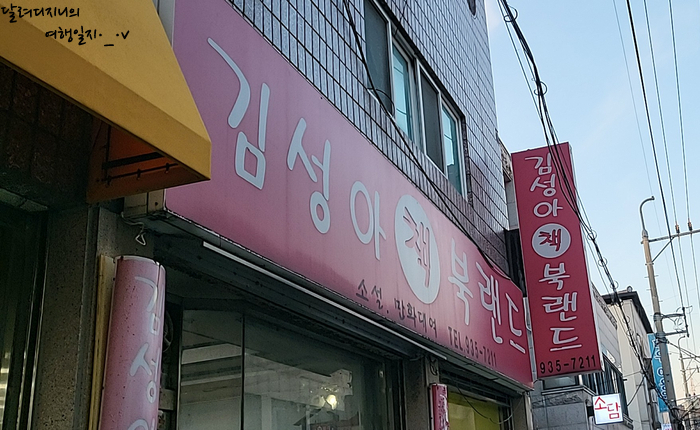 달려디지니의
여행일지·_·v
김성아 책 북랜드
소설, 만화대여 TEL.935-7211
김성아 책 북랜드
935-7211
김성
소담